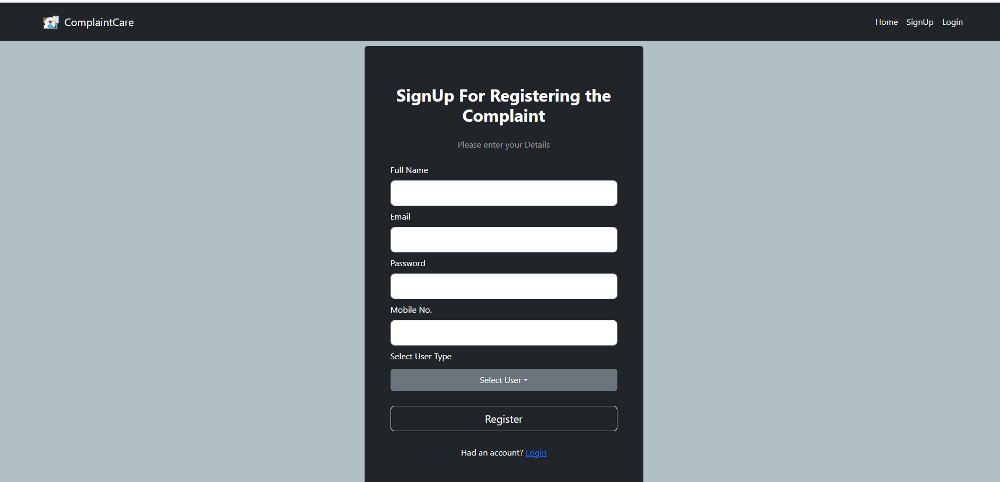 ComplaintCare
Home SignUp Login
SignUp For Registering the
Complaint
Please enter your Details
Full Name
Email
Password
Mobile No.
Select User Type
Select User
Register
Had an account? Login